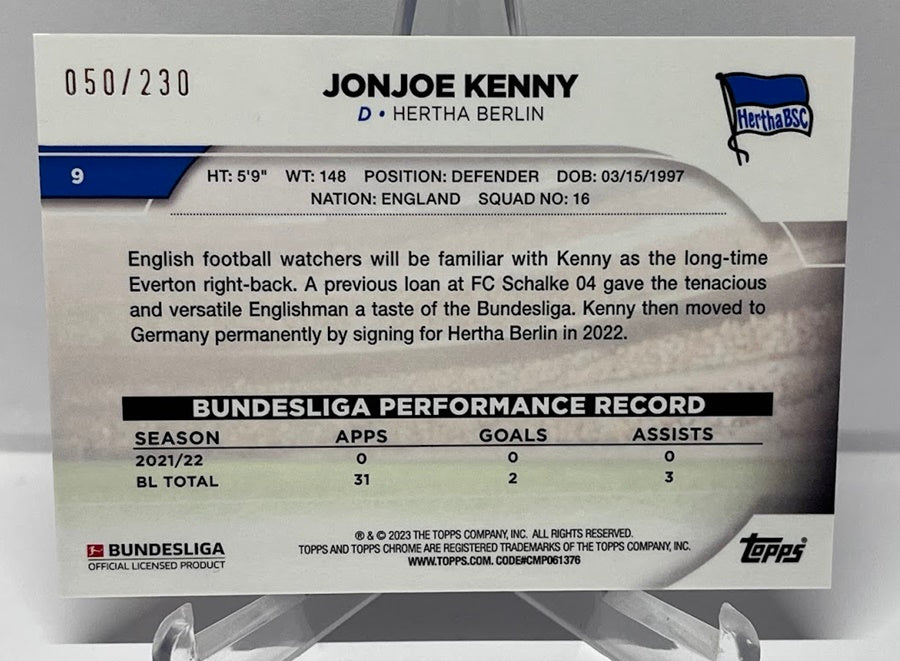 050/230
JONJOE KENNY
D • HERTHA BERLIN
HerthaBSC
9
HT: 5'9" WT: 148 POSITION: DEFENDER DOB: 03/15/1997
NATION: ENGLAND SQUAD NO: 16
English football watchers will be familiar with Kenny as the long-time
Everton right-back. A previous loan at FC Schalke 04 gave the tenacious
and versatile Englishman a taste of the Bundesliga. Kenny then moved to
Germany permanently by signing for Hertha Berlin in 2022.
BUNDESLIGA PERFORMANCE RECORD
SEASON APPS GOALS ASSISTS
2021/22 0 0 0
BL TOTAL 31 2 3
BUNDESLIGA
OFFICIAL LICENSED PRODUCT
® & © 2023 THE TOPPS COMPANY, INC. ALL RIGHTS RESERVED.
TOPPS AND TOPPS CHROME ARE REGISTERED TRADEMARKS OF THE TOPPS COMPANY, INC.
WWW.TOPPS.COM. CODE#CMP061376
Topps®